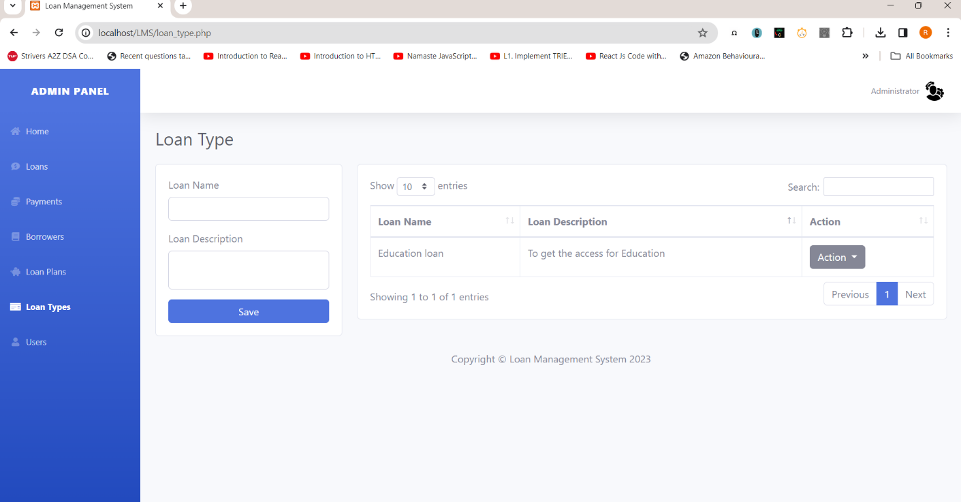 Loan Management System
localhost/LMS/loan_type.php
Strivers A2Z DSA Co... Recent questions ta... Introduction to Rea... Introduction to HT... Namaste JavaScript... L1. Implement TRIE... React Js Code with... Amazon Behavioura... » All Bookmarks
ADMIN PANEL
Administrator
Home
Loans
Payments
Borrowers
Loan Plans
Loan Types
Users
Loan Type
Loan Name
Loan Description
Save
Show 10 entries
Search:
Loan Name Loan Description Action
Education loan To get the access for Education Action
Showing 1 to 1 of 1 entries
Previous 1 Next
Copyright © Loan Management System 2023